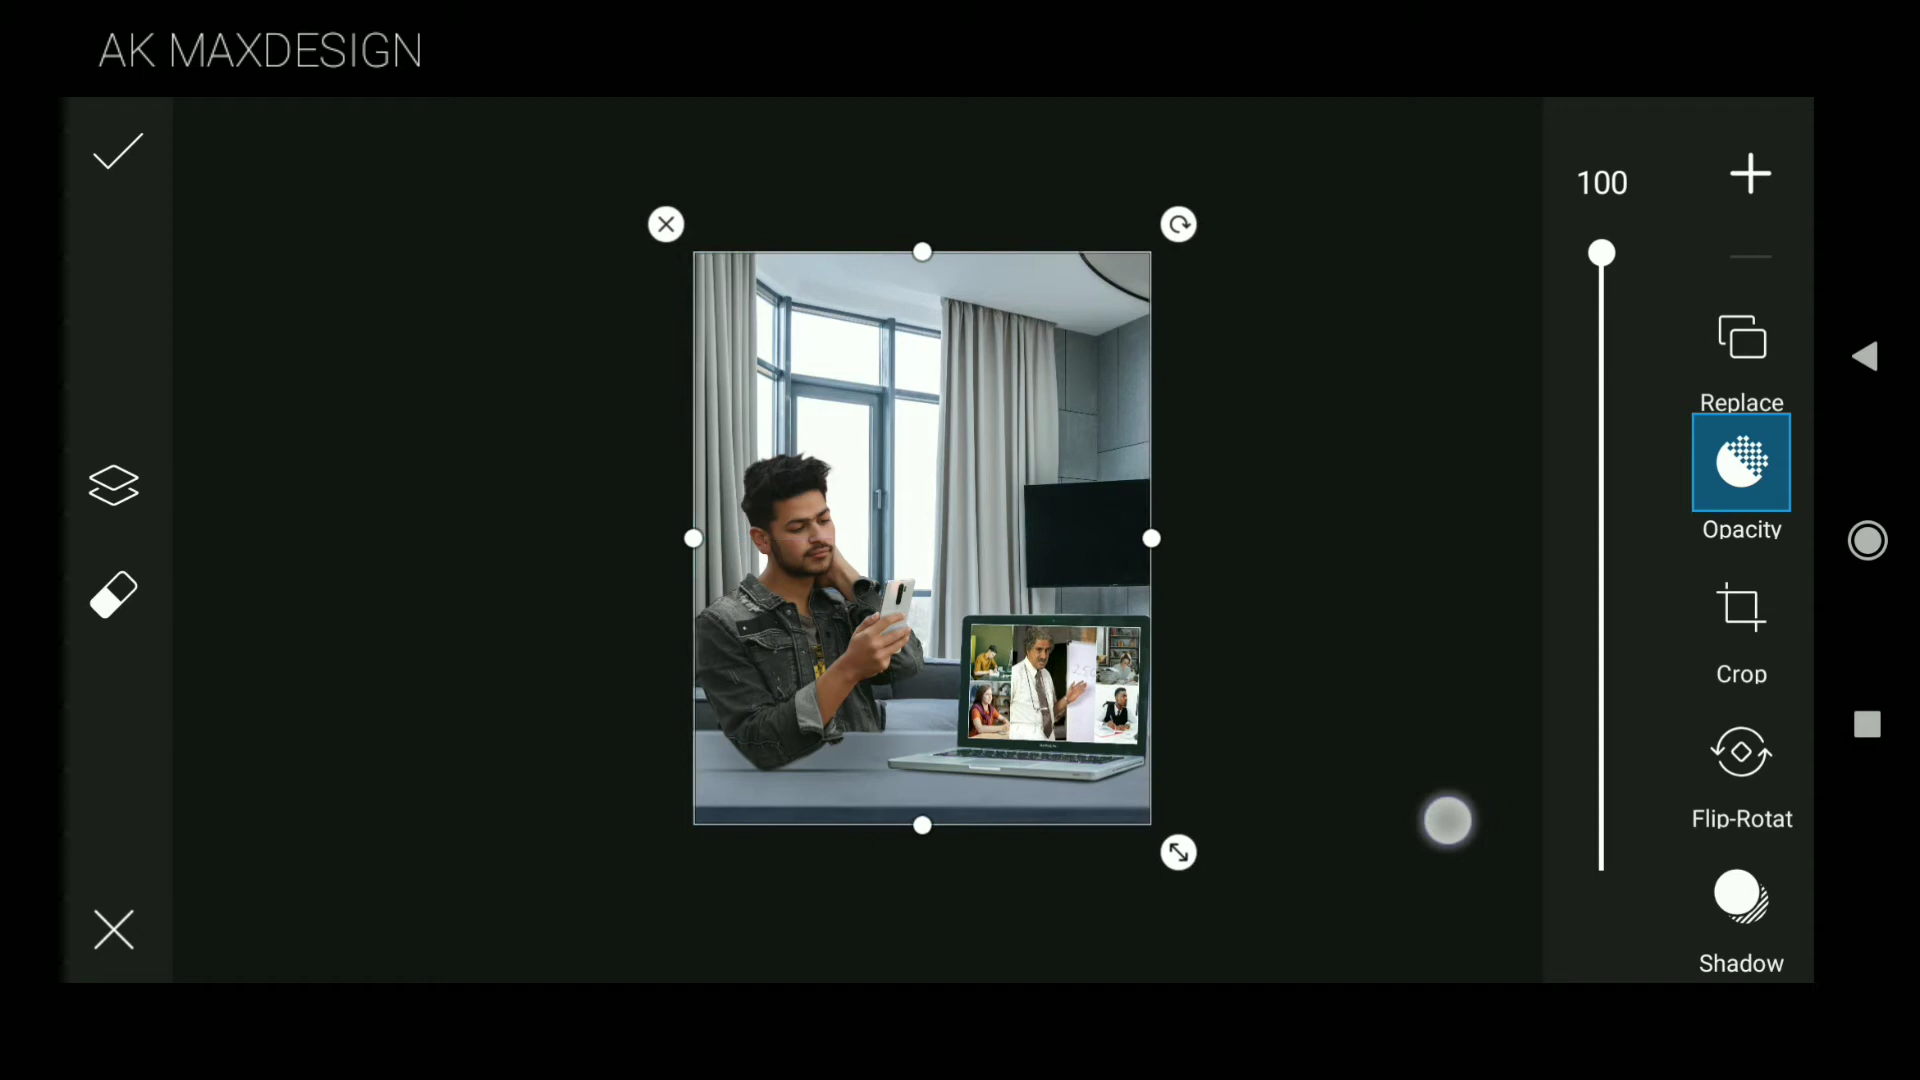 AK MAXDESIGN
100
Replace
Opacity
Crop
Flip-Rotat
Shadow